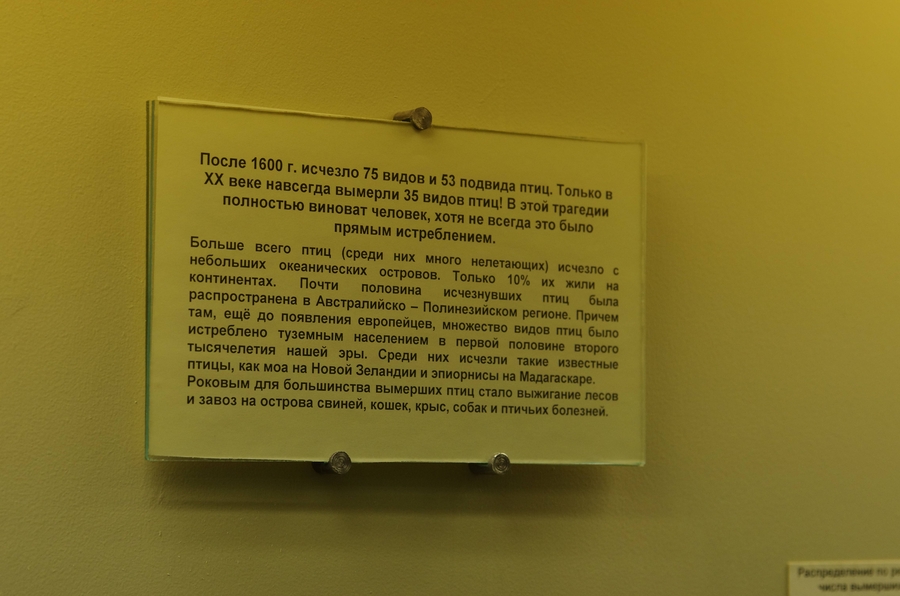 После 1600 г. исчезло 75 видов и 53 подвида птиц. Только в
XX веке навсегда вымерли 35 видов птиц! В этой трагедии
полностью виноват человек, хотя не всегда это было
прямым истреблением.
Больше всего птиц (среди них много нелетающих) исчезло с
небольших океанических островов. Только 10% их жили на
континентах. Почти половина исчезнувших птиц была
распространена в Австралийско – Полинезийском регионе. Причем
там, ещё до появления европейцев, множество видов птиц было
истреблено туземным населением в первой половине второго
тысячелетия нашей эры. Среди них исчезли такие известные
птицы, как моа на Новой Зеландии и эпиорнисы на Мадагаскаре.
Роковым для большинства вымерших птиц стало выжигание лесов
и завоз на острова свиней, кошек, крыс, собак и птичьих болезней.
Распределение по
числа